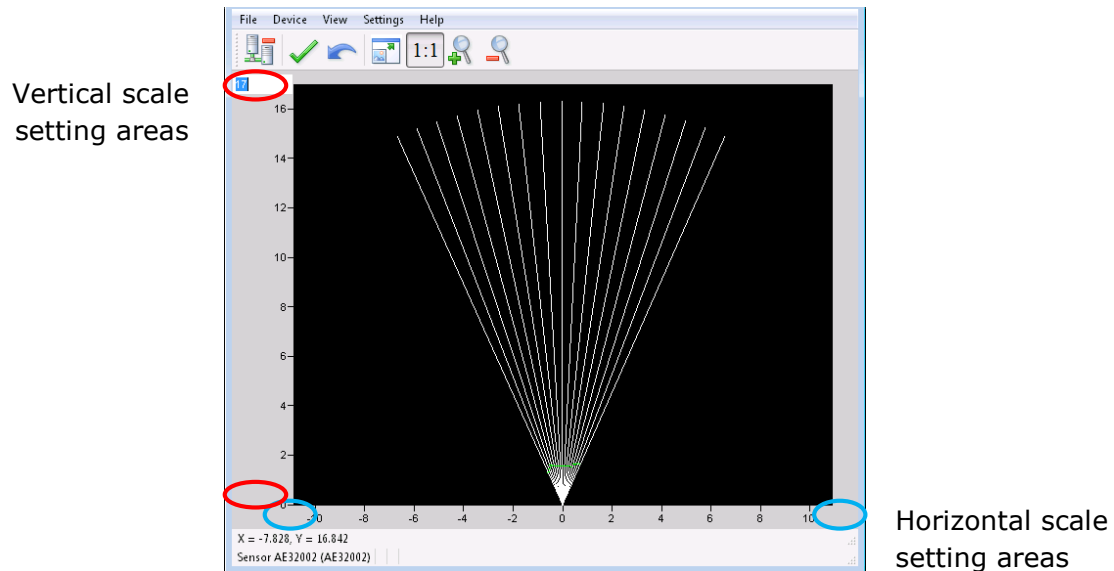 File Device View Settings Help
1:1
Vertical scale
setting areas
17
16
14
12
10
8
6
4
2
0
-10 -8 -6 -4 -2 0 2 4 6 8 10
X = -7.828, Y = 16.842
Sensor AE32002 (AE32002)
Horizontal scale
setting areas